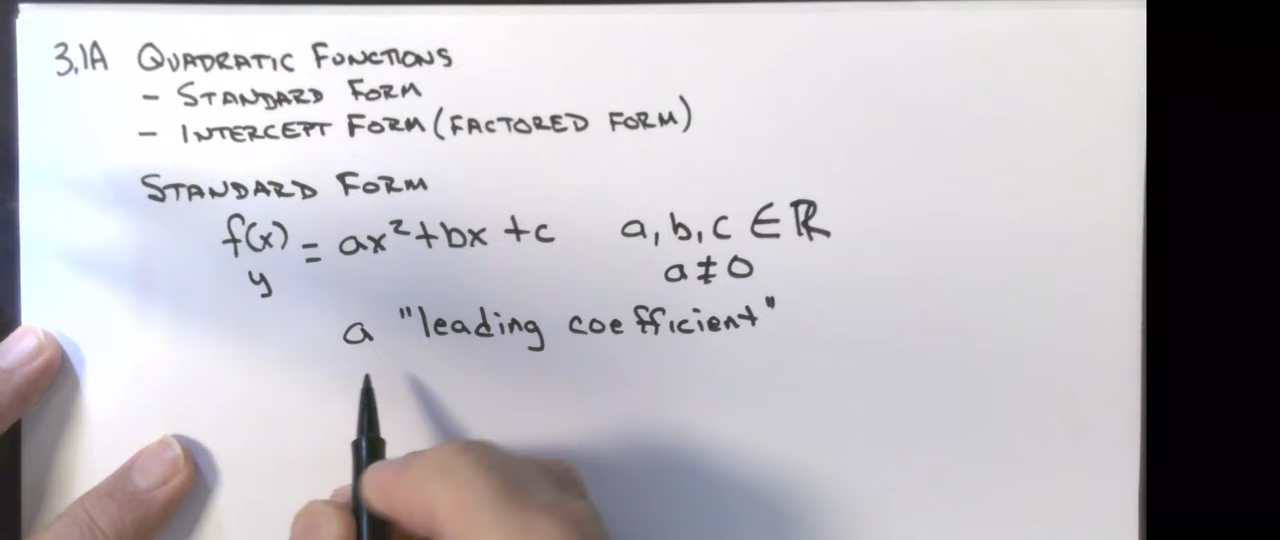 3.1A QUADRATIC FUNCTIONS
- STANDARD FORM
- INTERCEPT FORM (FACTORED FORM)
STANDARD FORM
f(x) = ax²+bx+c a, b, c ∈ ℝ
y a ≠ 0
a "leading coefficient"